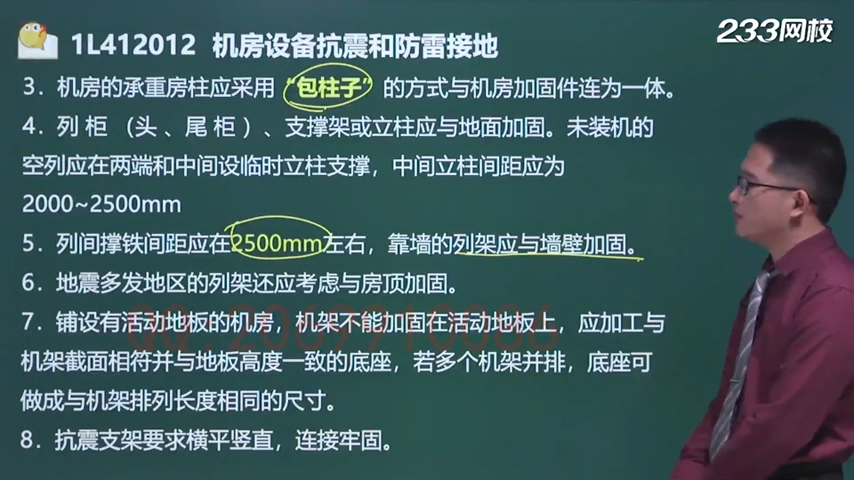 233网校
1L412012 机房设备抗震和防雷接地
3．机房的承重房柱应采用“包柱子”的方式与机房加固件连为一体。
4．列柜（头、尾柜）、支撑架或立柱应与地面加固。未装机的
空列应在两端和中间设临时立柱支撑，中间立柱间距应为
2000~2500mm
5．列间撑铁间距应在2500mm左右，靠墙的列架应与墙壁加固。
6．地震多发地区的列架还应考虑与房顶加固。
QQ:2069910086
7．铺设有活动地板的机房，机架不能加固在活动地板上，应加工与
机架截面相符并与地板高度一致的底座，若多个机架并排，底座可
做成与机架排列长度相同的尺寸。
8．抗震支架要求横平竖直，连接牢固。